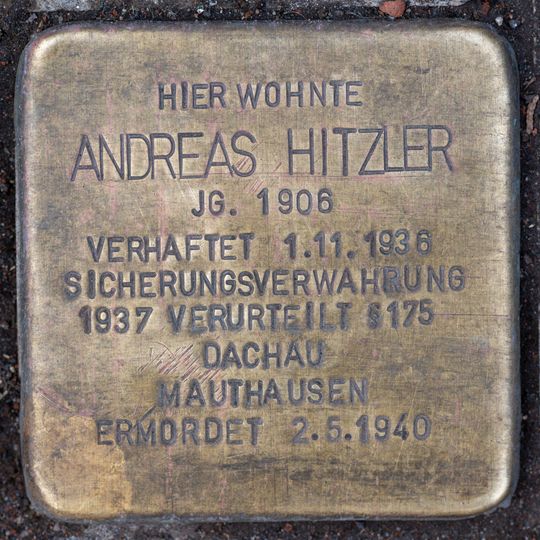 HIER WOHNTE
ANDREAS HITZLER
JG. 1906
VERHAFTET 1.11.1936
SICHERUNGSVERWAHRUNG
1937 VERURTEILT §175
DACHAU
MAUTHAUSEN
ERMORDET 2.5.1940